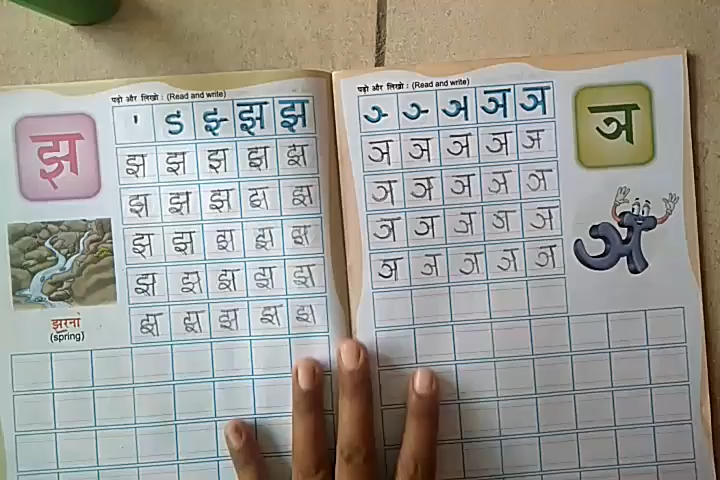 पढ़ो और लिखो : (Read and write)
झ
झ झ
झ झ झ झ झ
झ झ झ झ झ
झ झ झ झ झ
झ झ झ झ झ
झ झ झ झ झ
झरना
(spring)
पढ़ो और लिखो : (Read and write)
ञ ञ ञ
ञ
ञ ञ ञ ञ ञ
ञ ञ ञ ञ ञ
ञ ञ ञ ञ ञ
ञ ञ ञ ञ ञ
ञ